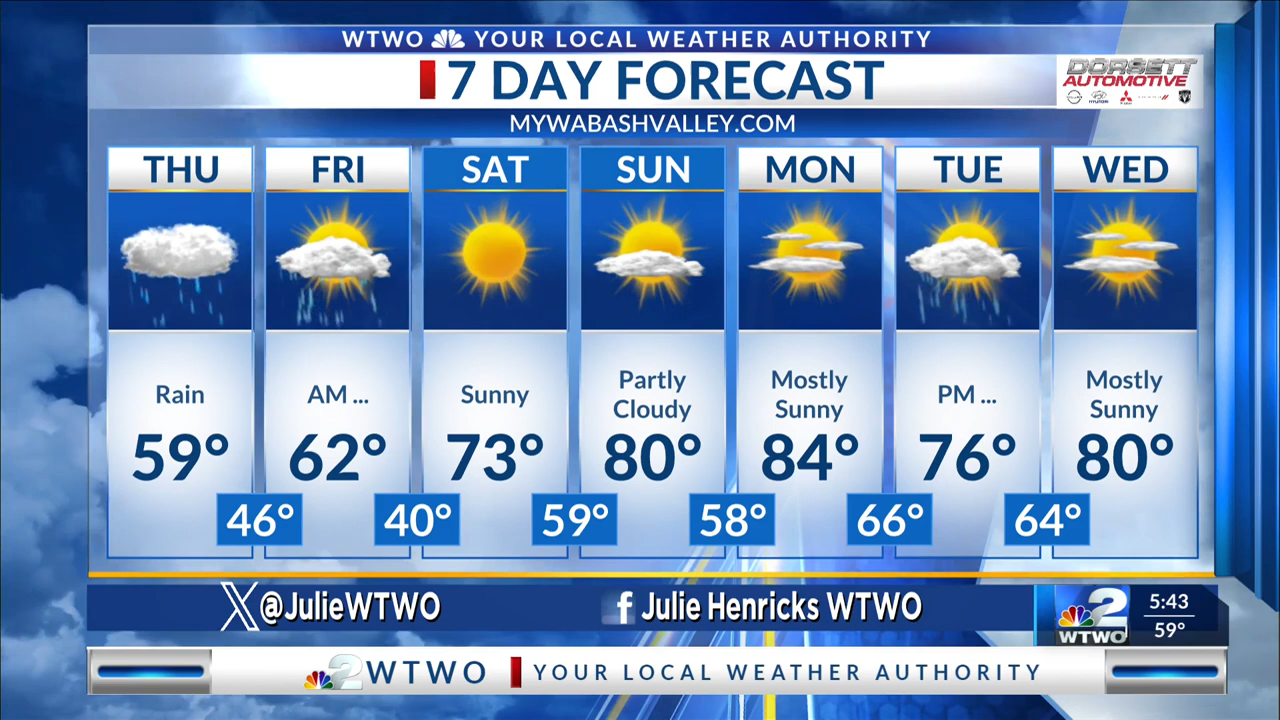 WTWO YOUR LOCAL WEATHER AUTHORITY
7 DAY FORECAST
DORSETT
AUTOMOTIVE
HYUNDAI
MYWABASHVALLEY.COM
THU FRI SAT SUN MON TUE WED
Rain
AM ...
Sunny
Partly
Cloudy
Mostly
Sunny
PM ...
Mostly
Sunny
59° 62° 73° 80° 84° 76° 80°
46° 40° 59° 58° 66° 64°
X @JulieWTWO
f Julie Henricks WTWO
2
WTWO
5:43
59°
2 WTWO YOUR LOCAL WEATHER AUTHORITY